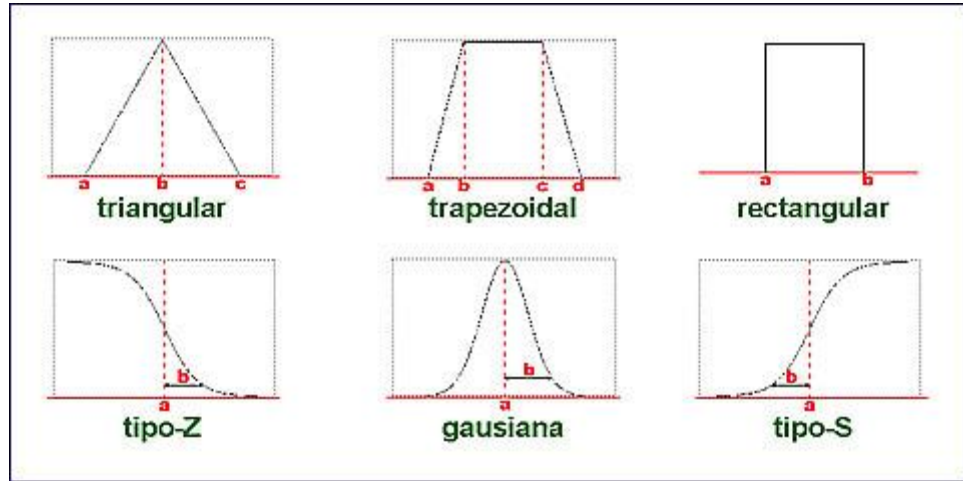 a b c
triangular
a b c d
trapezoidal
a b
rectangular
b
a
tipo-Z
b
a
gausiana
b
a
tipo-S